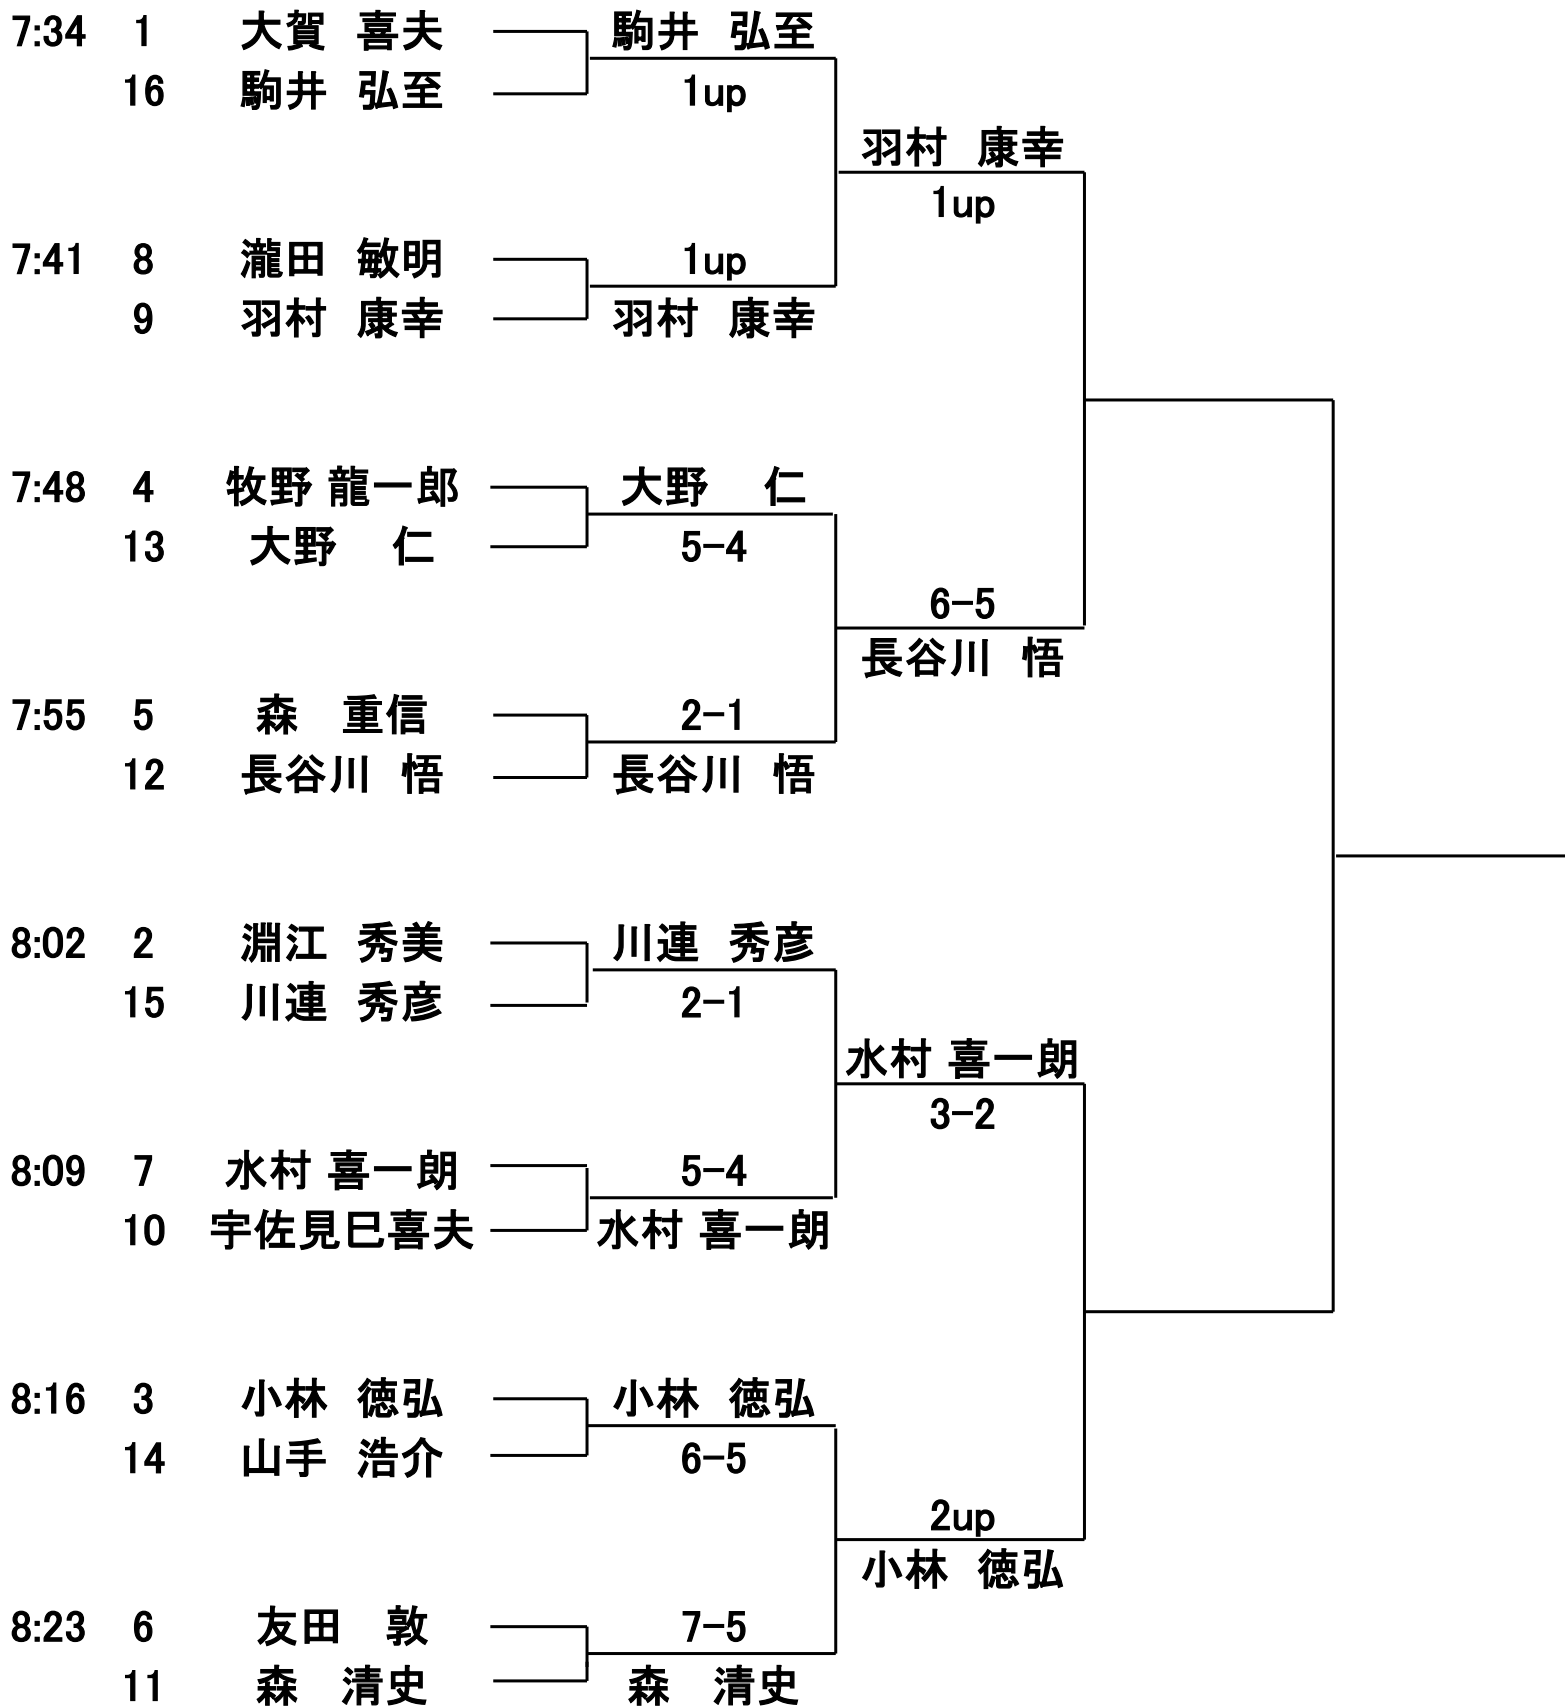 7:34 1 大賀 喜夫 駒井 弘至
16 駒井 弘至 1up
羽村 康幸
1up
7:41 8 瀧田 敏明 1up
9 羽村 康幸 羽村 康幸
7:48 4 牧野 龍一郎 大野 仁
13 大野 仁 5-4
6-5
長谷川 悟
7:55 5 森 重信 2-1
12 長谷川 悟 長谷川 悟
8:02 2 淵江 秀美 川連 秀彦
15 川連 秀彦 2-1
水村 喜一朗
3-2
8:09 7 水村 喜一朗 5-4
10 宇佐見巳喜夫 水村 喜一朗
8:16 3 小林 徳弘 小林 徳弘
14 山手 浩介 6-5
2up
小林 徳弘
8:23 6 友田 敦 7-5
11 森 清史 森 清史